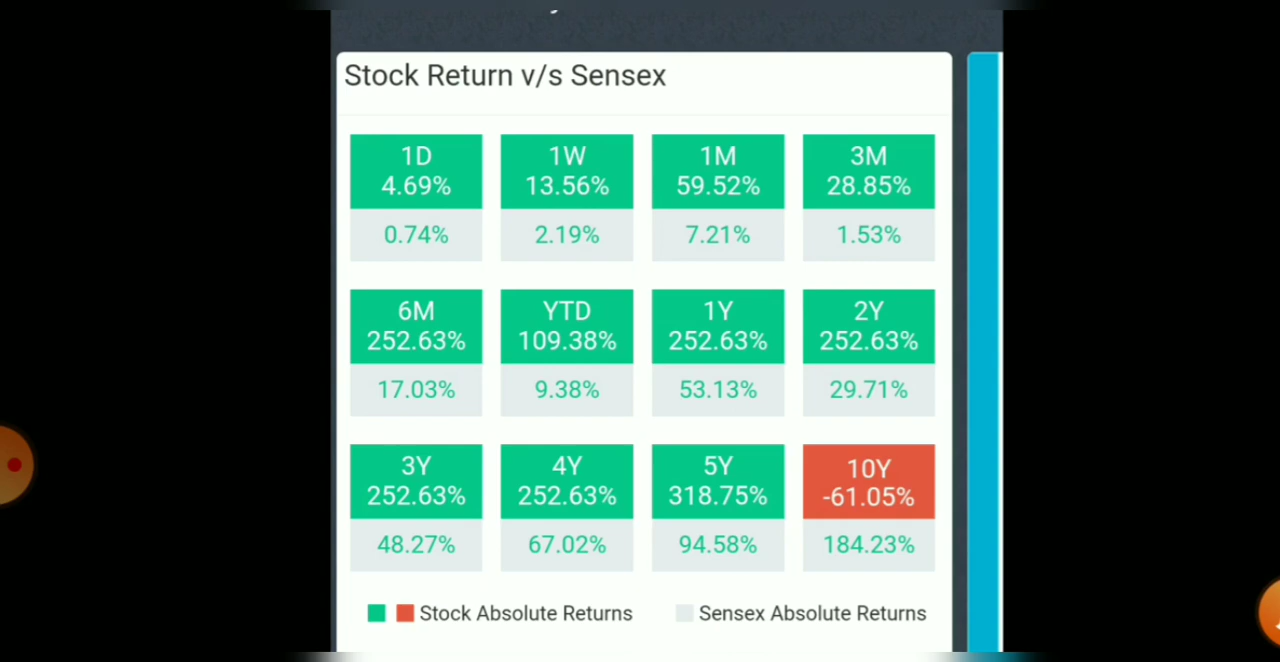 Stock Return v/s Sensex
1D 1W 1M 3M
4.69% 13.56% 59.52% 28.85%
0.74% 2.19% 7.21% 1.53%
6M YTD 1Y 2Y
252.63% 109.38% 252.63% 252.63%
17.03% 9.38% 53.13% 29.71%
3Y 4Y 5Y 10Y
252.63% 252.63% 318.75% -61.05%
48.27% 67.02% 94.58% 184.23%
Stock Absolute Returns Sensex Absolute Returns